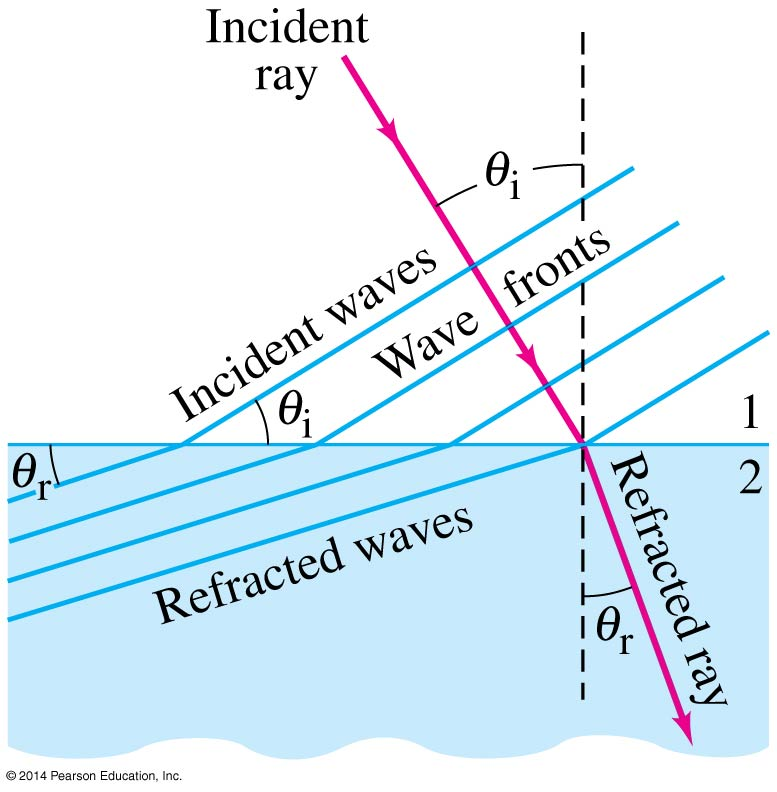 Incident
ray
θi
Incident waves
Wave fronts
θi
1
θr
2
Refracted waves
Refracted ray
θr
© 2014 Pearson Education, Inc.